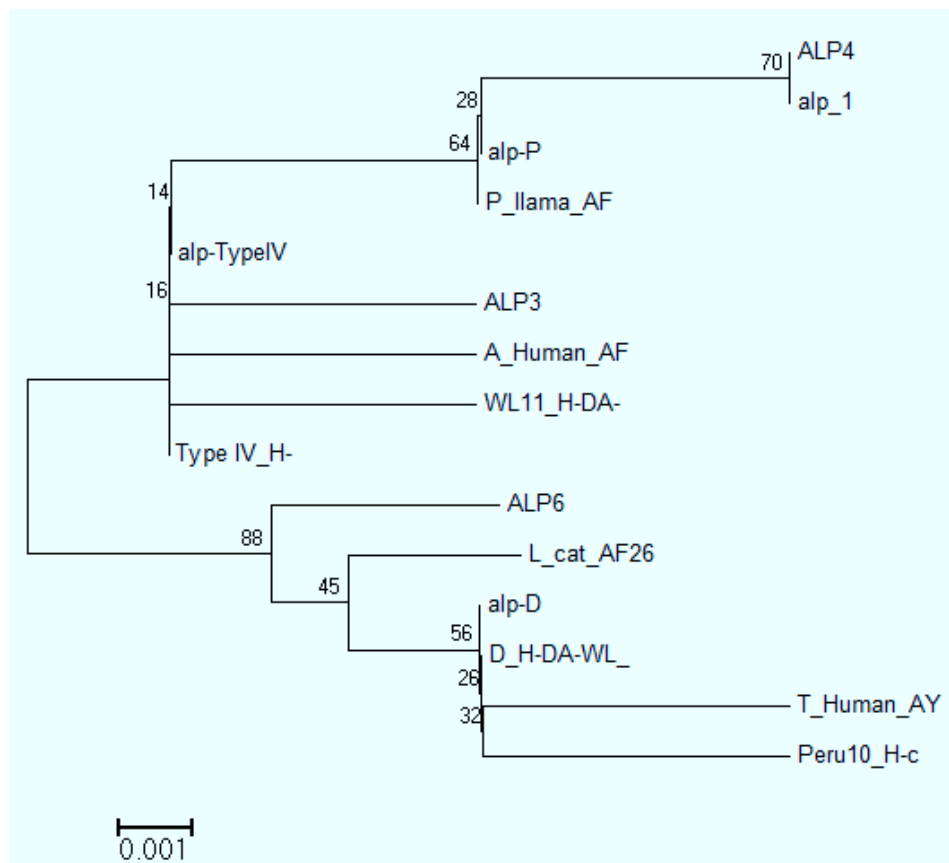 70
ALP4
alp_1
28
64
alp-P
P_llama_AF
14
alp-TypeIV
16
ALP3
A_Human_AF
WL11_H-DA-
Type IV_H-
ALP6
88
L_cat_AF26
45
alp-D
56
D_H-DA-WL_
26
T_Human_AY
32
Peru10_H-c
0.001